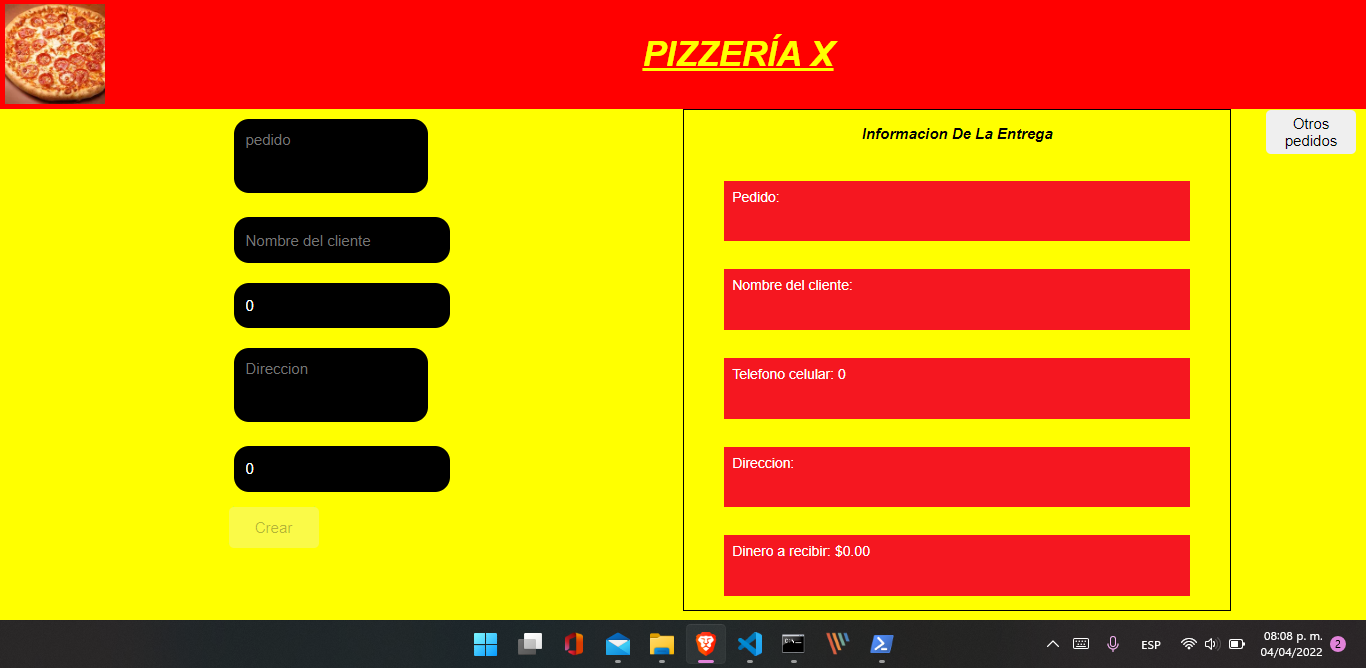 PIZZERÍA X
pedido
Nombre del cliente
0
Direccion
0
Crear
Informacion De La Entrega
Pedido:
Nombre del cliente:
Telefono celular: 0
Direccion:
Dinero a recibir: $0.00
Otros
pedidos
ESP
08:08 p. m.
04/04/2022
2